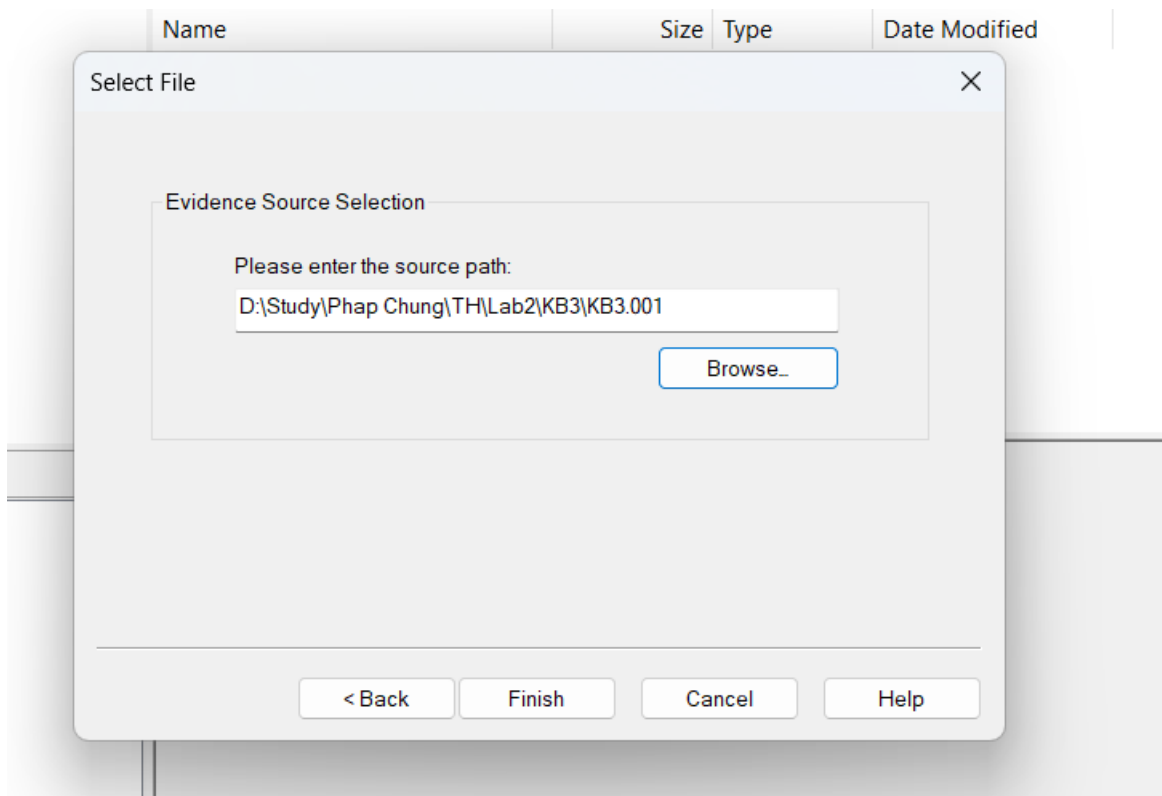 Name Size Type Date Modified
Select File
Evidence Source Selection
Please enter the source path:
D:\Study\Phap Chung\TH\Lab2\KB3\KB3.001
Browse...
< Back Finish Cancel Help